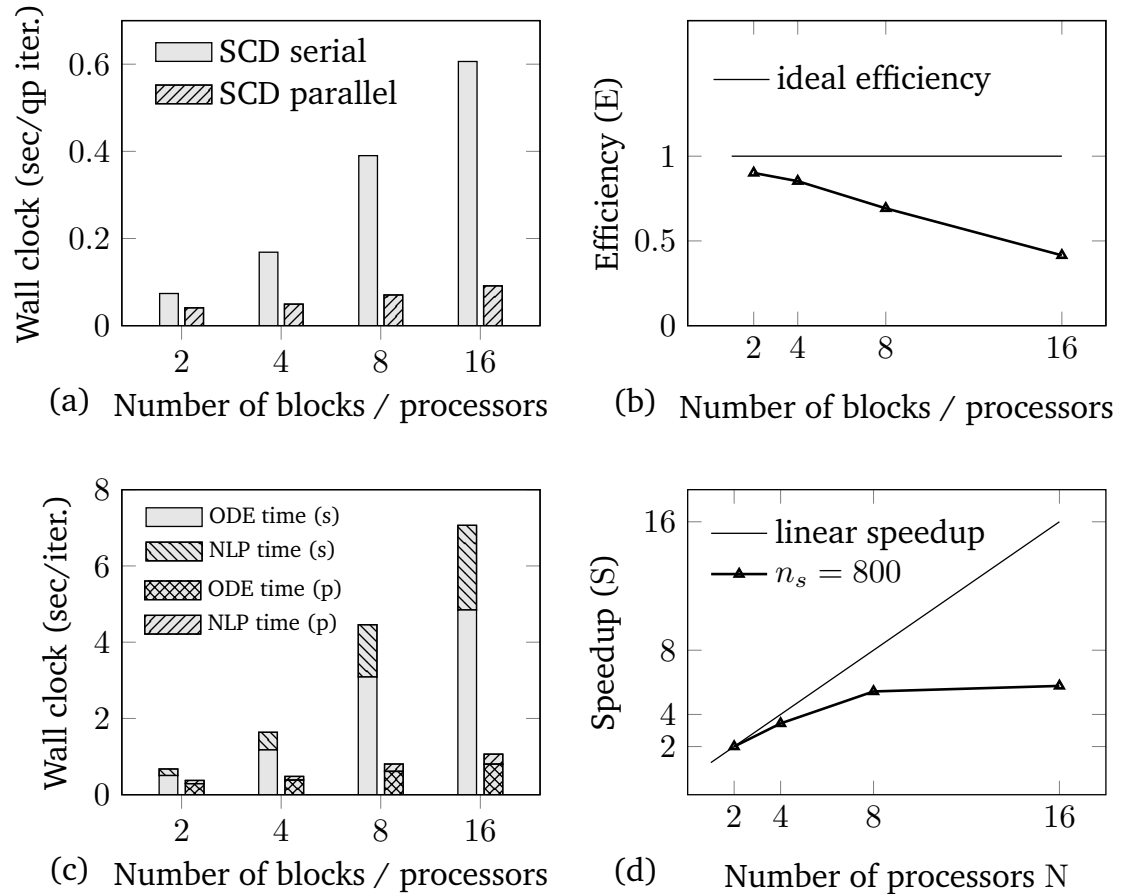 Wall clock (sec/qp iter.)
0.6
0.4
0.2
0
SCD serial
SCD parallel
2 4 8 16
(a) Number of blocks / processors
Efficiency (E)
1
0.5
0
ideal efficiency
2 4 8 16
(b) Number of blocks / processors
Wall clock (sec/iter.)
8
6
4
2
0
ODE time (s)
NLP time (s)
ODE time (p)
NLP time (p)
2 4 8 16
(c) Number of blocks / processors
Speedup (S)
16
8
4
2
linear speedup
n_s = 800
2 4 8 16
(d) Number of processors N